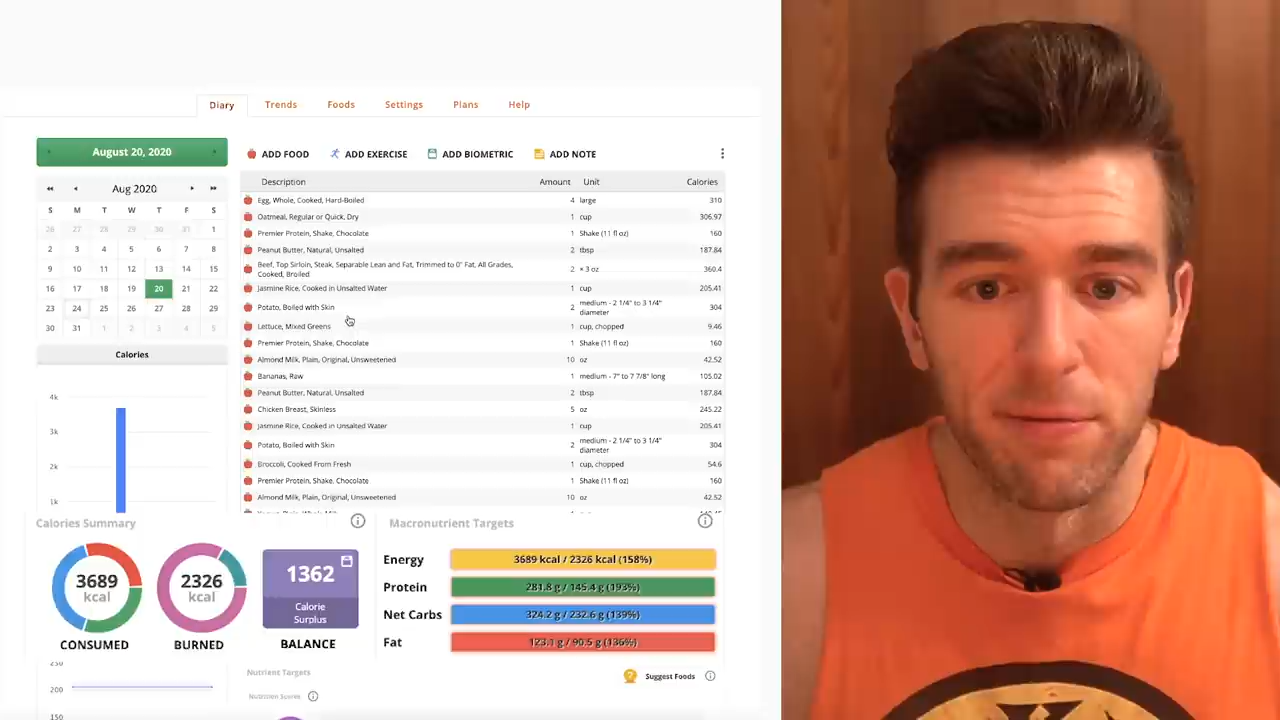 Diary Trends Foods Settings Plans Help
August 20, 2020
Aug 2020
S M T W T F S
26 27 28 29 30 31 1
2 3 4 5 6 7 8
9 10 11 12 13 14 15
16 17 18 19 20 21 22
23 24 25 26 27 28 29
30 31 1 2 3 4 5
Calories
4k
3k
2k
1k
ADD FOOD ADD EXERCISE ADD BIOMETRIC ADD NOTE
Description Amount Unit Calories
Egg, Whole, Cooked, Hard-Boiled 4 large 310
Oatmeal, Regular or Quick, Dry 1 cup 306.97
Premier Protein, Shake, Chocolate 1 Shake (11 fl oz) 160
Peanut Butter, Natural, Unsalted 2 tbsp 187.84
Beef, Top Sirloin, Steak, Separable Lean and Fat, Trimmed to 0" Fat, All Grades,
Cooked, Broiled 2 × 3 oz 360.4
Jasmine Rice, Cooked in Unsalted Water 1 cup 205.41
Potato, Boiled with Skin 2 medium - 2 1/4" to 3 1/4"
diameter 304
Lettuce, Mixed Greens 1 cup, chopped 9.46
Premier Protein, Shake, Chocolate 1 Shake (11 fl oz) 160
Almond Milk, Plain, Original, Unsweetened 10 oz 42.52
Bananas, Raw 1 medium - 7" to 7 7/8" long 105.02
Peanut Butter, Natural, Unsalted 2 tbsp 187.84
Chicken Breast, Skinless 5 oz 245.22
Jasmine Rice, Cooked in Unsalted Water 1 cup 205.41
Potato, Boiled with Skin 2 medium - 2 1/4" to 3 1/4"
diameter 304
Broccoli, Cooked From Fresh 1 cup, chopped 54.6
Premier Protein, Shake, Chocolate 1 Shake (11 fl oz) 160
Almond Milk, Plain, Original, Unsweetened 10 oz 42.52
Calories Summary
3689
kcal
CONSUMED
2326
kcal
BURNED
1362
Calorie
Surplus
BALANCE
Macronutrient Targets
Energy 3689 kcal / 2326 kcal (158%)
Protein 281.8 g / 145.4 g (193%)
Net Carbs 324.2 g / 232.6 g (139%)
Fat 123.1 g / 90.5 g (136%)
250
200
150
Nutrient Targets
Suggest Foods
Nutrition Scores